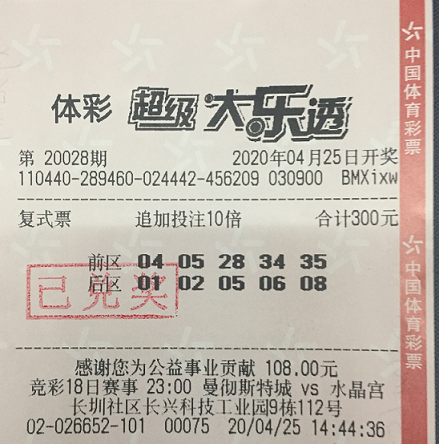 体彩 超级大乐透
第 20028期 2020年04月25日开奖
110440-289460-024442-456209 030900 BMXixw
复式票 追加投注10倍 合计300元
前区 04 05 28 34 35
后区 01 02 05 06 08
已兑奖
感谢您为公益事业贡献 108.00元
竞彩18日赛事 23:00 曼彻斯特城 vs 水晶宫
长圳社区长兴科技工业园9栋112号
02-026652-101 00075 20/04/25 14:44:36
中国体育彩票
中国体育彩票